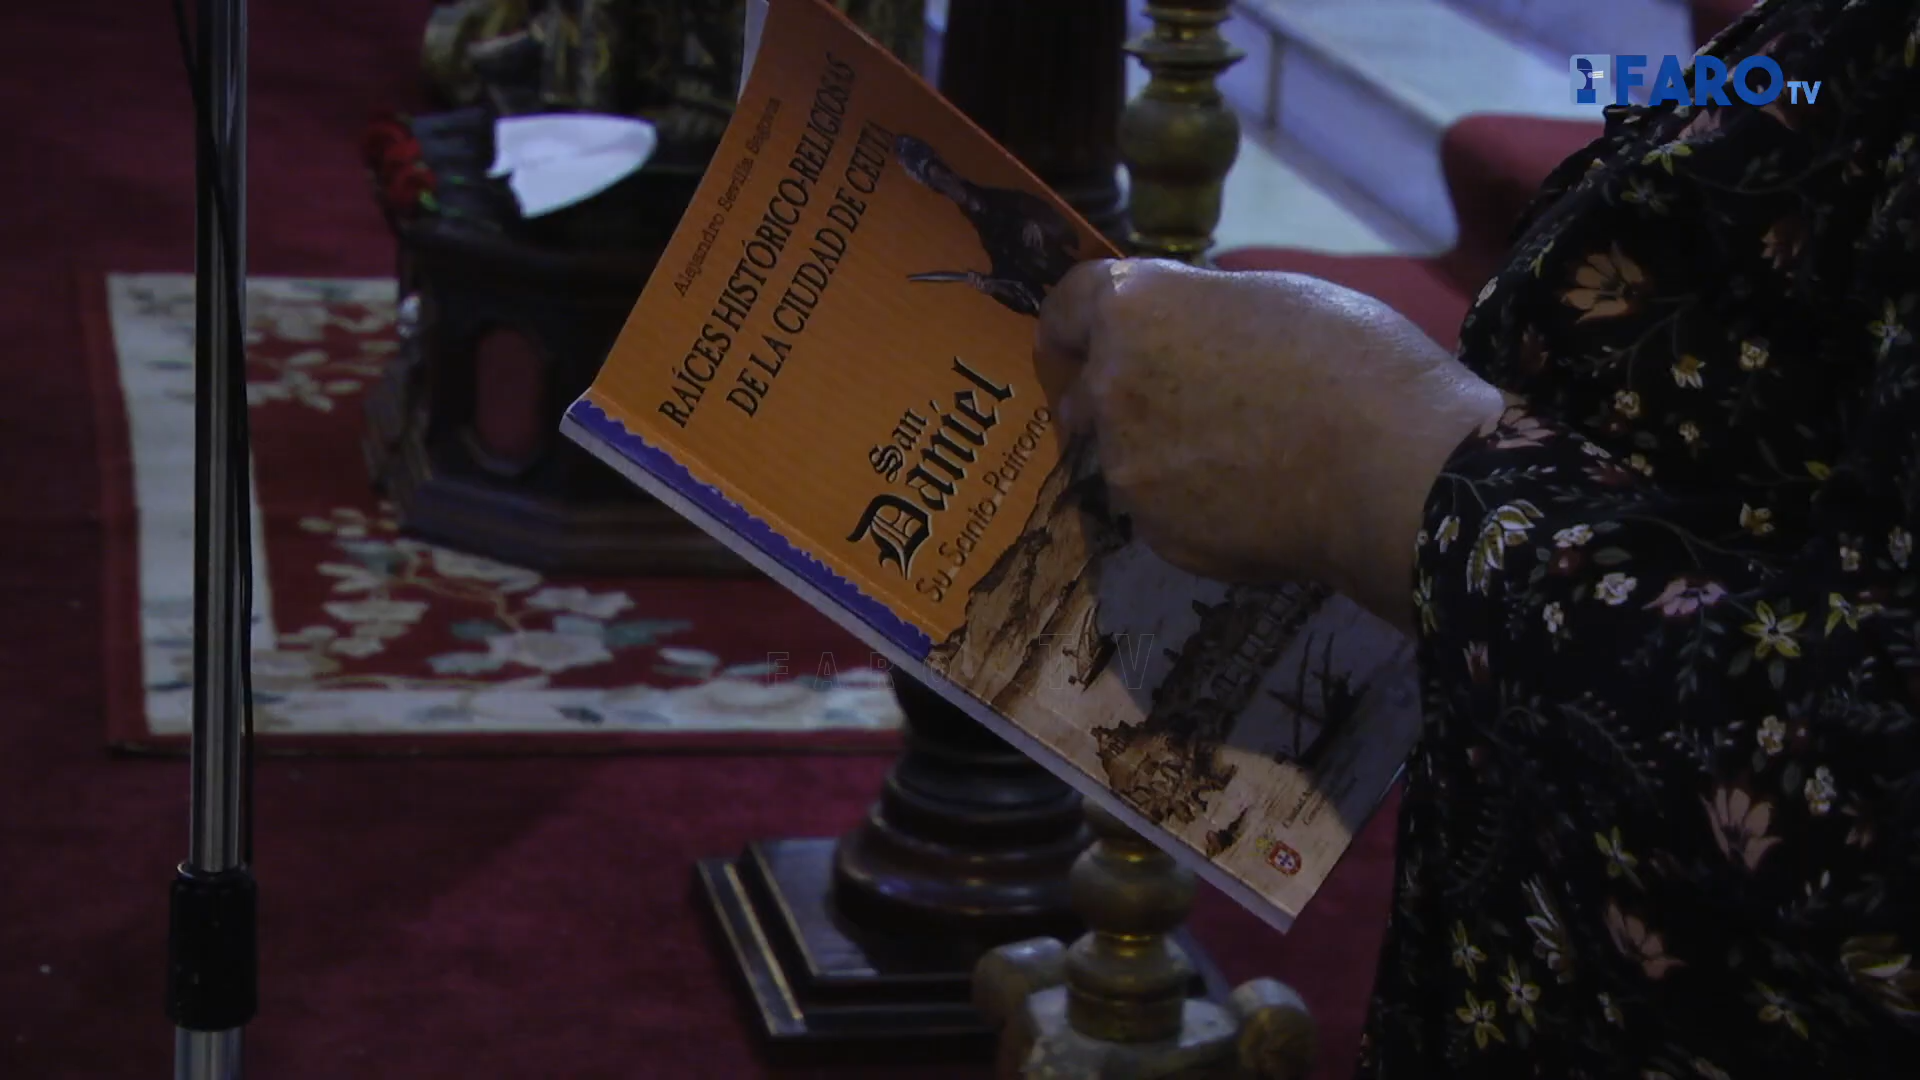 FARO TV
Alejandro Sevilla Segovia
RAÍCES HISTÓRICO-RELIGIOSAS
DE LA CIUDAD DE CEUTA
San
Daniel
Su Santo Patrono
FARO TV